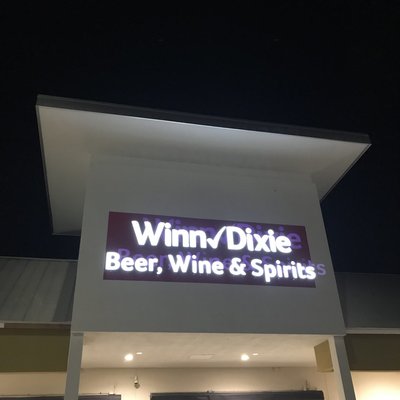 Winn✓Dixie
Beer, Wine & Spirits